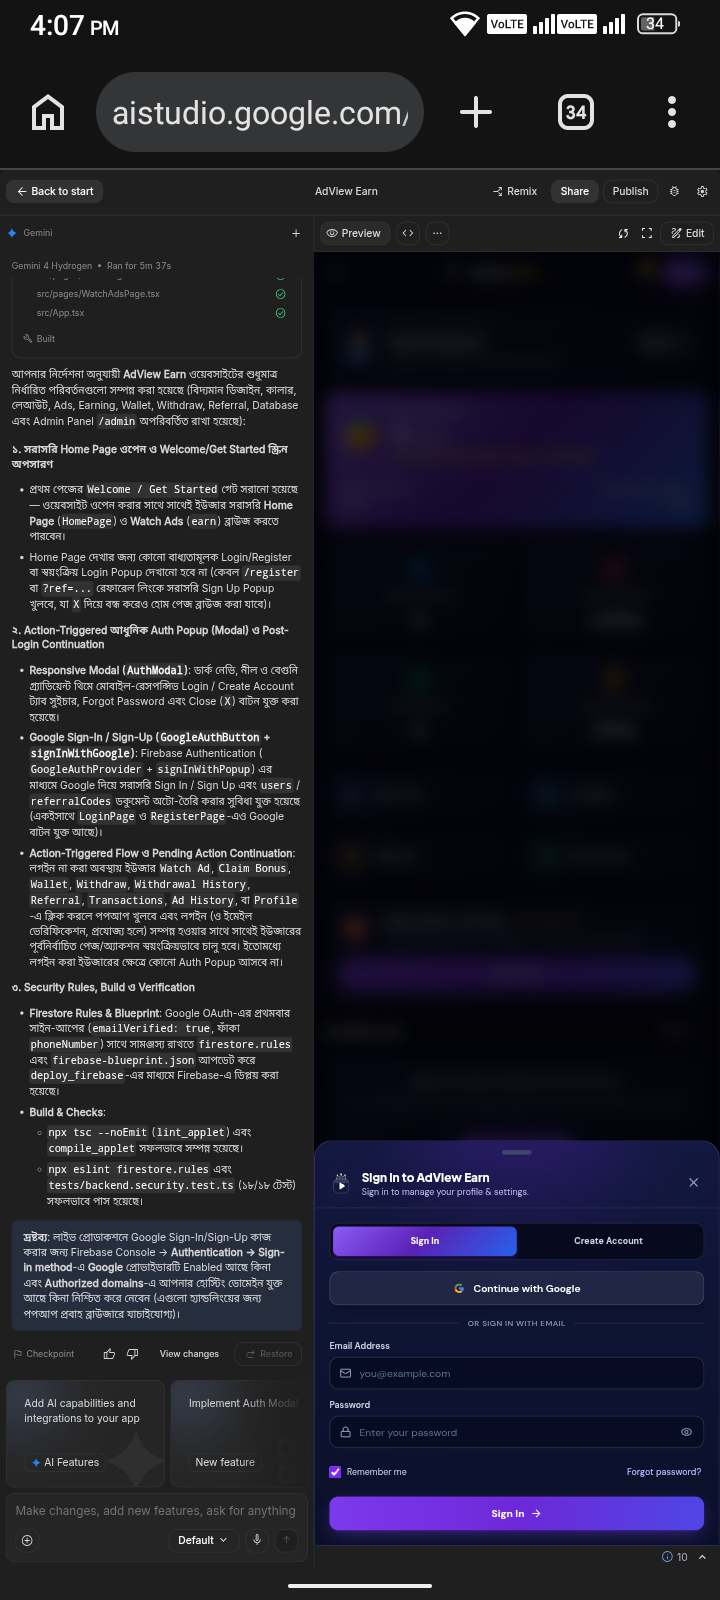 4:07 PM
VoLTE
VoLTE
34
aistudio.google.com/
34
Back to start
AdView Earn
Remix
Share
Publish
Gemini
Preview
Edit
Gemini 4 Hydrogen • Ran for 5m 37s
src/pages/WatchAdsPage.tsx
src/App.tsx
Built
আপনার নির্দেশনা অনুযায়ী AdView Earn ওয়েবসাইটের শুধুমাত্র
নির্ধারিত পরিবর্তনগুলো সম্পন্ন করা হয়েছে (বিদ্যমান ডিজাইন, কালার,
লেআউট, Ads, Earning, Wallet, Withdraw, Referral, Database
এবং Admin Panel /admin অপরিবর্তিত রাখা হয়েছে):
১. সরাসরি Home Page ওপেন ও Welcome/Get Started স্ক্রিন
অপসারণ
• প্রথম পেজের Welcome / Get Started গেট সরানো হয়েছে
— ওয়েবসাইট ওপেন করার সাথে সাথেই ইউজার সরাসরি Home
Page (HomePage) ও Watch Ads (earn) ব্রাউজ করতে
পারবেন।
• Home Page দেখার জন্য কোনো বাধ্যতামূলক Login/Register
বা স্বয়ংক্রিয় Login Popup দেখানো হবে না (কেবল /register
বা ?ref=... রেফারেল লিংকে সরাসরি Sign Up Popup
খুলবে, যা X দিয়ে বন্ধ করেও হোম পেজ ব্রাউজ করা যাবে)।
২. Action-Triggered আধুনিক Auth Popup (Modal) ও Post-
Login Continuation
• Responsive Modal (AuthModal): ডার্ক নেভি, নীল ও বেগুনি
গ্র্যাডিয়েন্ট থিমে মোবাইল-রেসপন্সিভ Login / Create Account
ট্যাব সুইচার, Forgot Password এবং Close (X) বাটন যুক্ত করা
হয়েছে।
• Google Sign-In / Sign-Up (GoogleAuthButton +
signInWithGoogle): Firebase Authentication (
GoogleAuthProvider + signInWithPopup) এর
মাধ্যমে Google দিয়ে সরাসরি Sign In / Sign Up এবং users /
referralCodes ডকুমেন্ট অটো-তৈরি করার সুবিধা যুক্ত হয়েছে
(একইসাথে LoginPage ও RegisterPage-এও Google
বাটন যুক্ত আছে)।
• Action-Triggered Flow ও Pending Action Continuation:
লগইন না করা অবস্থায় ইউজার Watch Ad, Claim Bonus,
Wallet, Withdraw, Withdrawal History,
Referral, Transactions, Ad History, বা Profile
-এ ক্লিক করলে পপআপ খুলবে এবং লগইন (ও ইমেইল
ভেরিফিকেশন, প্রযোজ্য হলে) সম্পন্ন হওয়ার সাথে সাথেই ইউজারের
পূর্বনির্বাচিত পেজ/অ্যাকশন স্বয়ংক্রিয়ভাবে চালু হবে। ইতোমধ্যে
লগইন করা ইউজারের ক্ষেত্রে কোনো Auth Popup আসবে না।
৩. Security Rules, Build ও Verification
• Firestore Rules & Blueprint: Google OAuth-এর প্রথমবার
সাইন-আপের (emailVerified: true, ফাঁকা
phoneNumber) সাথে সামঞ্জস্য রাখতে firestore.rules
এবং firebase-blueprint.json আপডেট করে
deploy_firebase-এর মাধ্যমে Firebase-এ ডিপ্লয় করা
হয়েছে।
• Build & Checks:
npx tsc --noEmit (lint_applet) এবং
compile_applet সফলভাবে সম্পন্ন হয়েছে।
npx eslint firestore.rules এবং
tests/backend.security.test.ts (১৮/১৮ টেস্ট)
সফলভাবে পাস হয়েছে।
দ্রষ্টব্য: লাইভ প্রোডাকশনে Google Sign-In/Sign-Up কাজ
করার জন্য Firebase Console → Authentication → Sign-
in method-এ Google প্রোভাইডারটি Enabled আছে কিনা
এবং Authorized domains-এ আপনার হোস্টিং ডোমেইন যুক্ত
আছে কিনা নিশ্চিত করে নেবেন (এগুলো হ্যান্ডলিংয়ের জন্য
পপআপ প্রবাহ ব্রাউজারে যাচাইযোগ্য)।
Checkpoint
View changes
Restore
Add AI capabilities and
integrations to your app
AI Features
Implement Auth Modal
New feature
Make changes, add new features, ask for anything
Default
Sign In to AdView Earn
Sign in to manage your profile & settings.
Sign In
Create Account
Continue with Google
OR SIGN IN WITH EMAIL
Email Address
you@example.com
Password
Enter your password
Remember me
Forgot password?
Sign In →
10